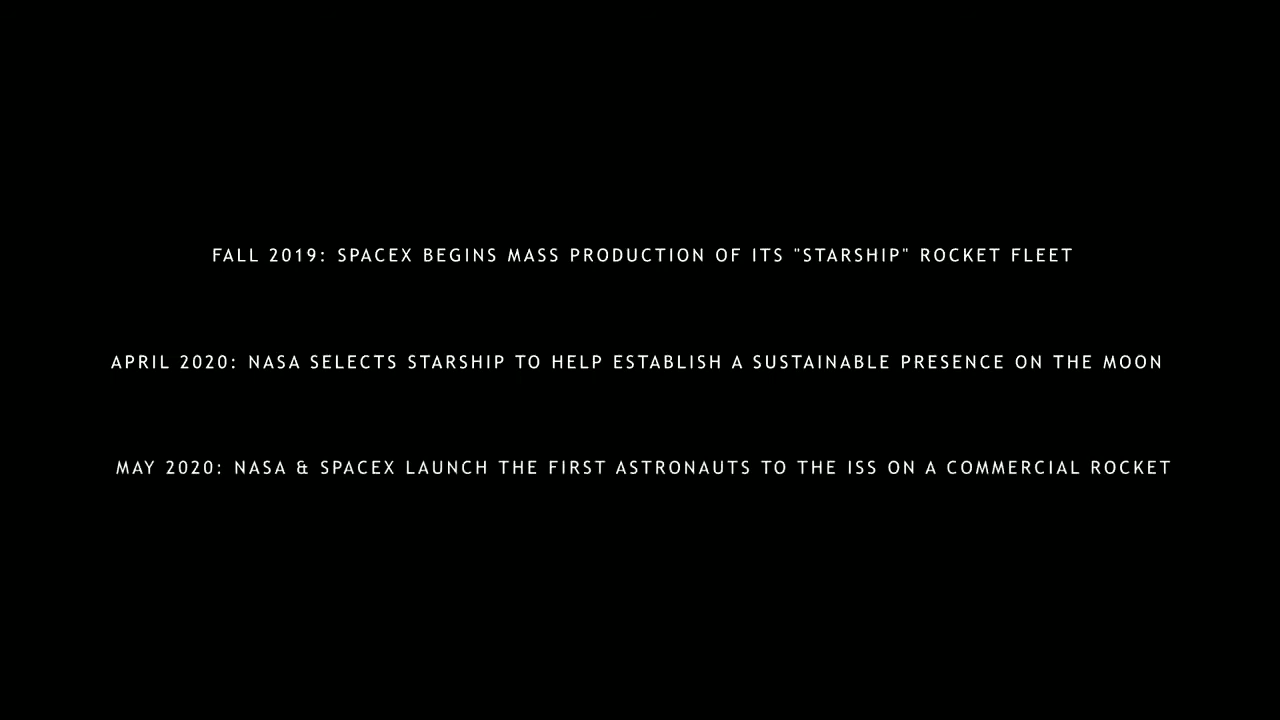 FALL 2019: SPACEX BEGINS MASS PRODUCTION OF ITS "STARSHIP" ROCKET FLEET
APRIL 2020: NASA SELECTS STARSHIP TO HELP ESTABLISH A SUSTAINABLE PRESENCE ON THE MOON
MAY 2020: NASA & SPACEX LAUNCH THE FIRST ASTRONAUTS TO THE ISS ON A COMMERCIAL ROCKET